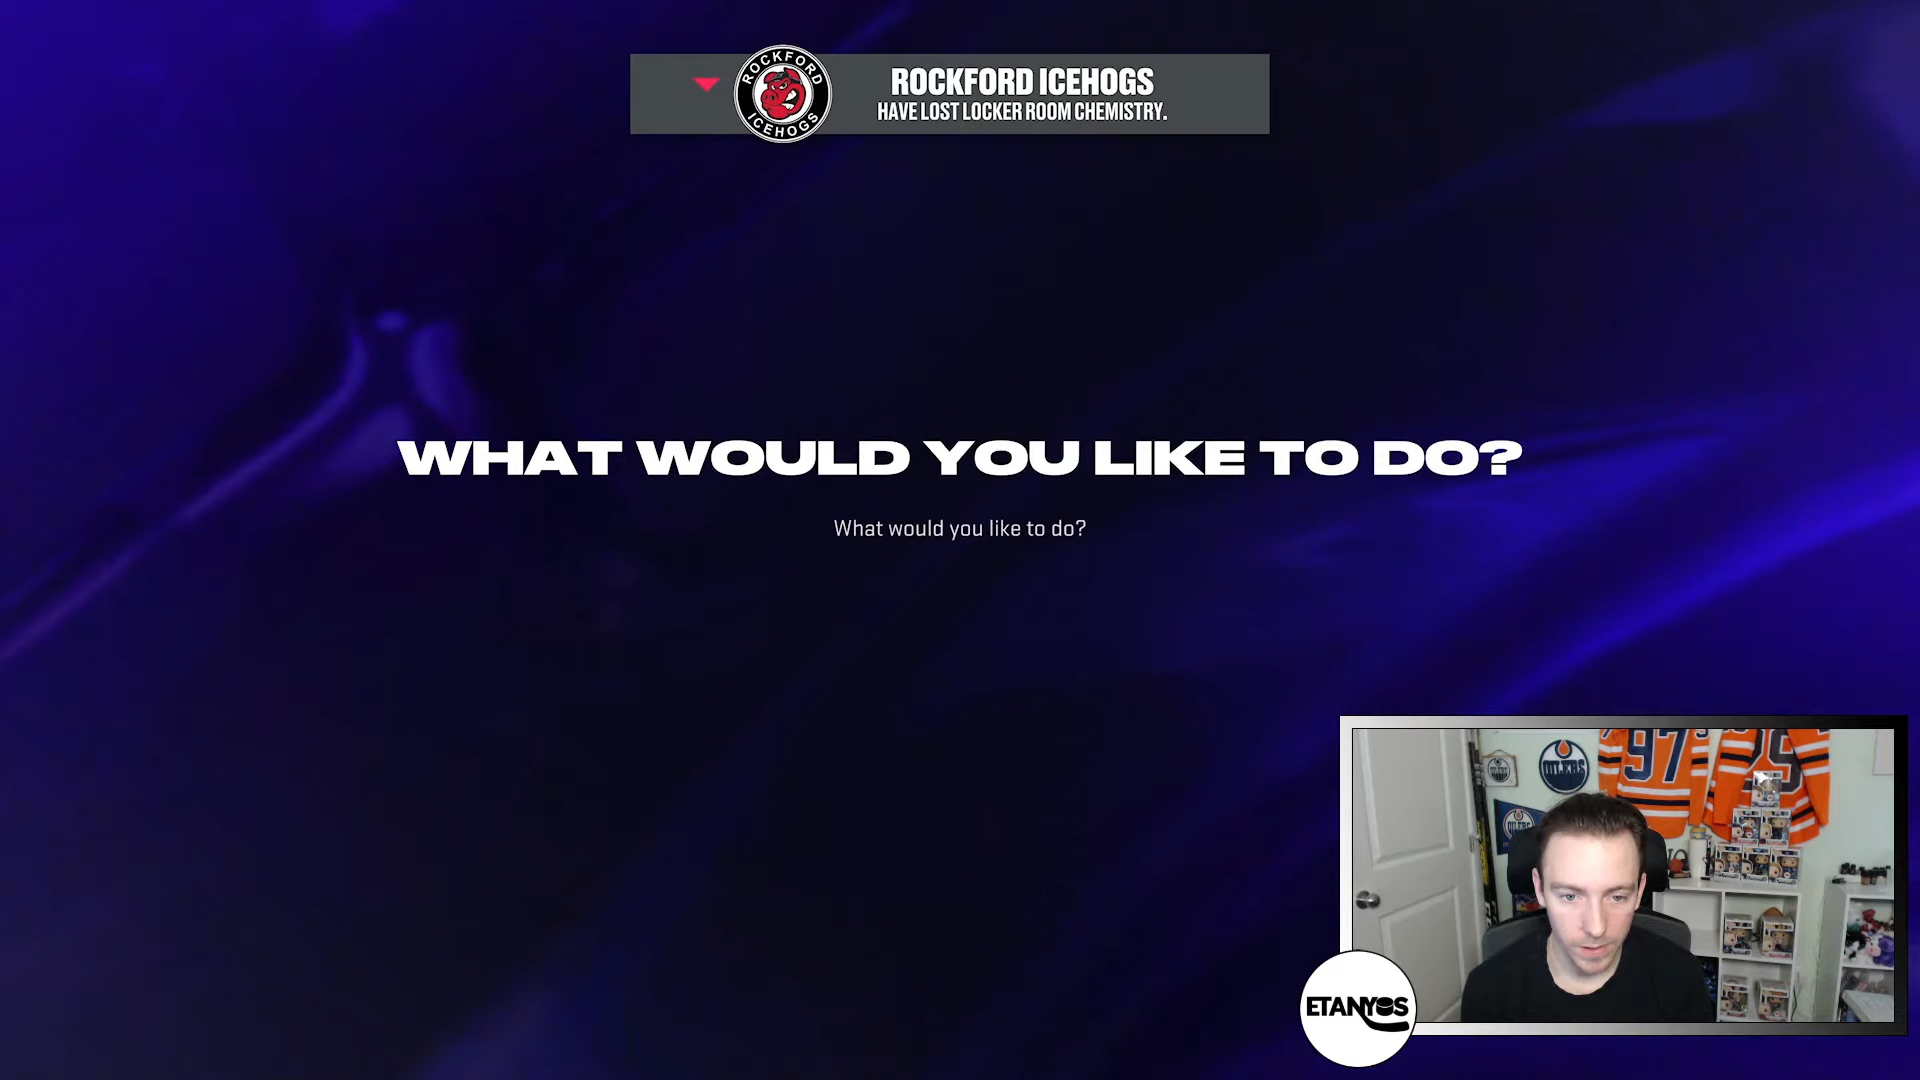 ROCKFORD
ICEHOGS
ROCKFORD ICEHOGS
HAVE LOST LOCKER ROOM CHEMISTRY.
WHAT WOULD YOU LIKE TO DO?
What would you like to do?
OILERS
97
OILERS
ETANYOS